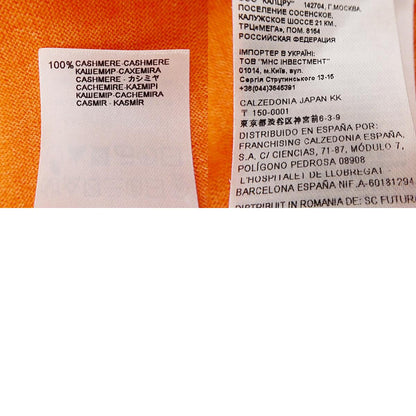 100% CASHMERE-CASHMERE
КАШЕМИР-CAXEMIRA
CASHMERE - カシミヤ
CACHEMIRE-ΚΑΣΜΙΡΙ
КАШЕМИР-CACHEMIRA
CASMIR - KAŠMÍR
142704, Г.МОСКВА,
ПОСЕЛЕНИЕ СОСЕНСКОЕ,
КАЛУЖСКОЕ ШОССЕ 21 КМ.,
ТРЦ«МЕГА», ПОМ. 8164
РОССИЙСКАЯ ФЕДЕРАЦИЯ
ІМПОРТЕР В УКРАЇНІ:
ТОВ "МНС ІНВЕСТМЕНТ"
01014, м.Київ, вул.
Сергія Струтинського 13-15
+38(044)3645391
CALZEDONIA JAPAN KK
〒 150-0001
東京都渋谷区神宮前6-3-9
DISTRIBUIDO EN ESPAÑA POR:
FRANCHISING CALZEDONIA ESPAÑA,
S.A. C/ CIENCIAS, 71-87, MÓDULO 7,
POLÍGONO PEDROSA 08908
L'HOSPITALET DE LLOBREGAT -
BARCELONA ESPAÑA NIF.A-60181294
DISTRIBUIT IN ROMANIA DE: SC FUTURA